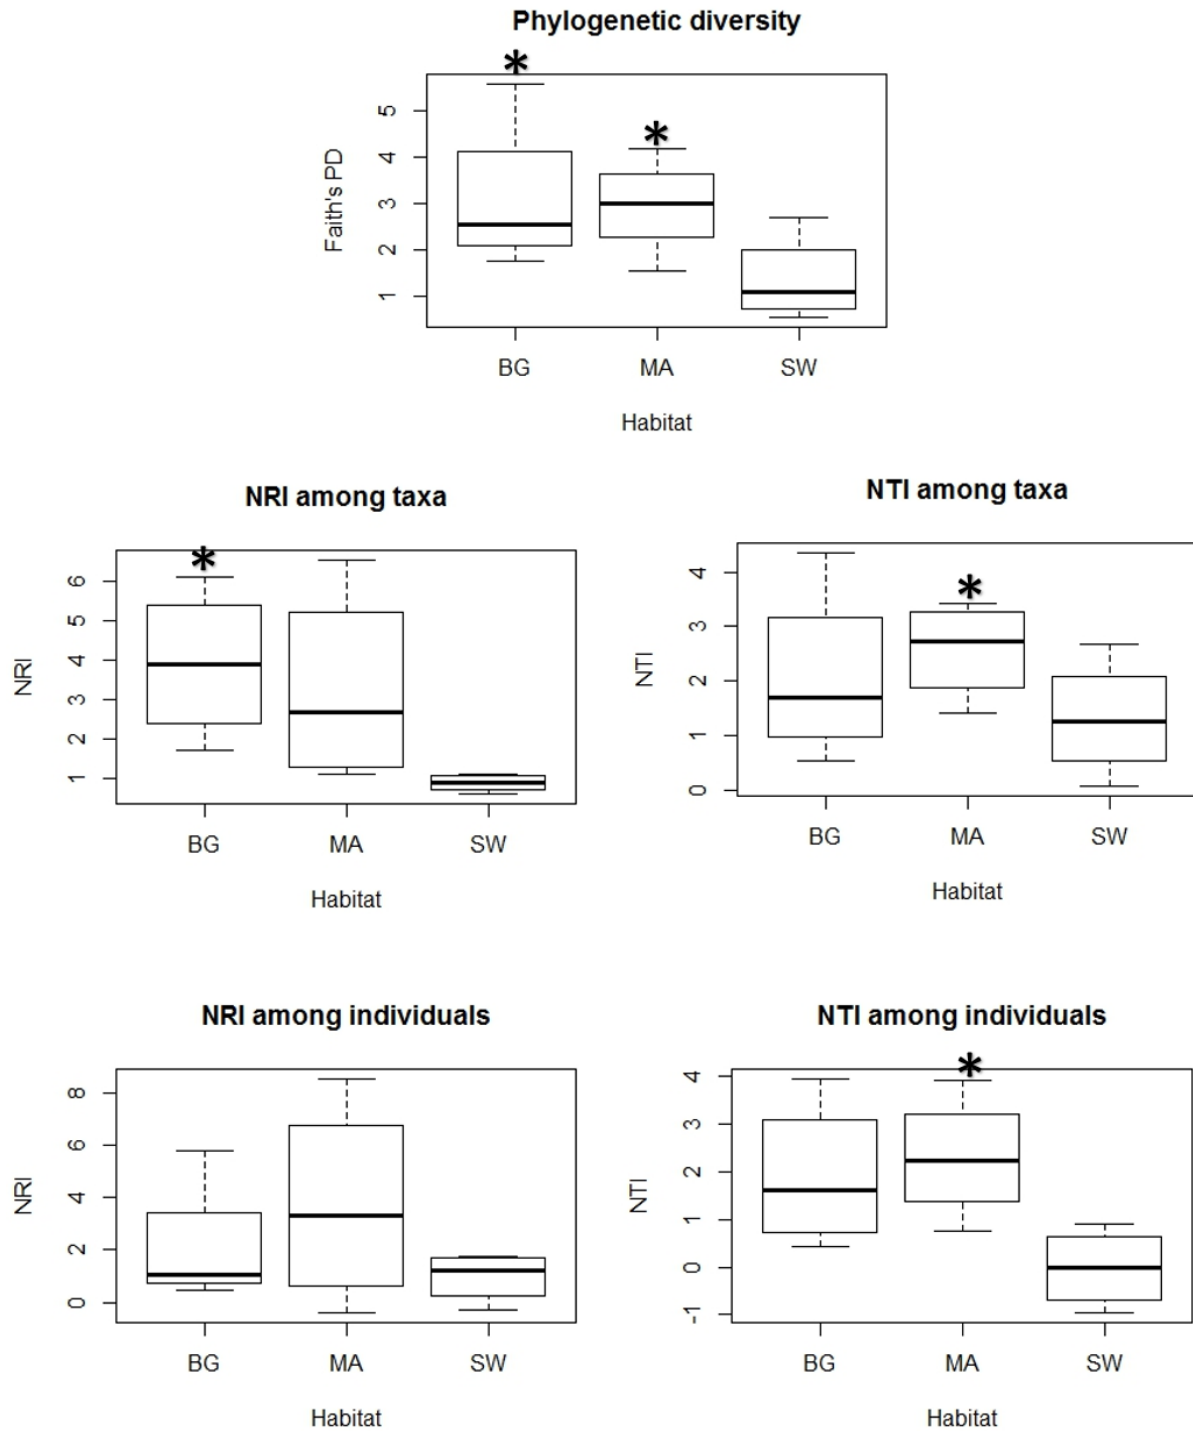 Phylogenetic diversity
*
*
Faith's PD
5
4
3
2
1
BG MA SW
Habitat
NRI among taxa
*
NRI
6
5
4
3
2
1
BG MA SW
Habitat
NTI among taxa
*
NTI
4
3
2
1
0
BG MA SW
Habitat
NRI among individuals
NRI
8
6
4
2
0
BG MA SW
Habitat
NTI among individuals
*
NTI
4
3
2
1
0
-1
BG MA SW
Habitat